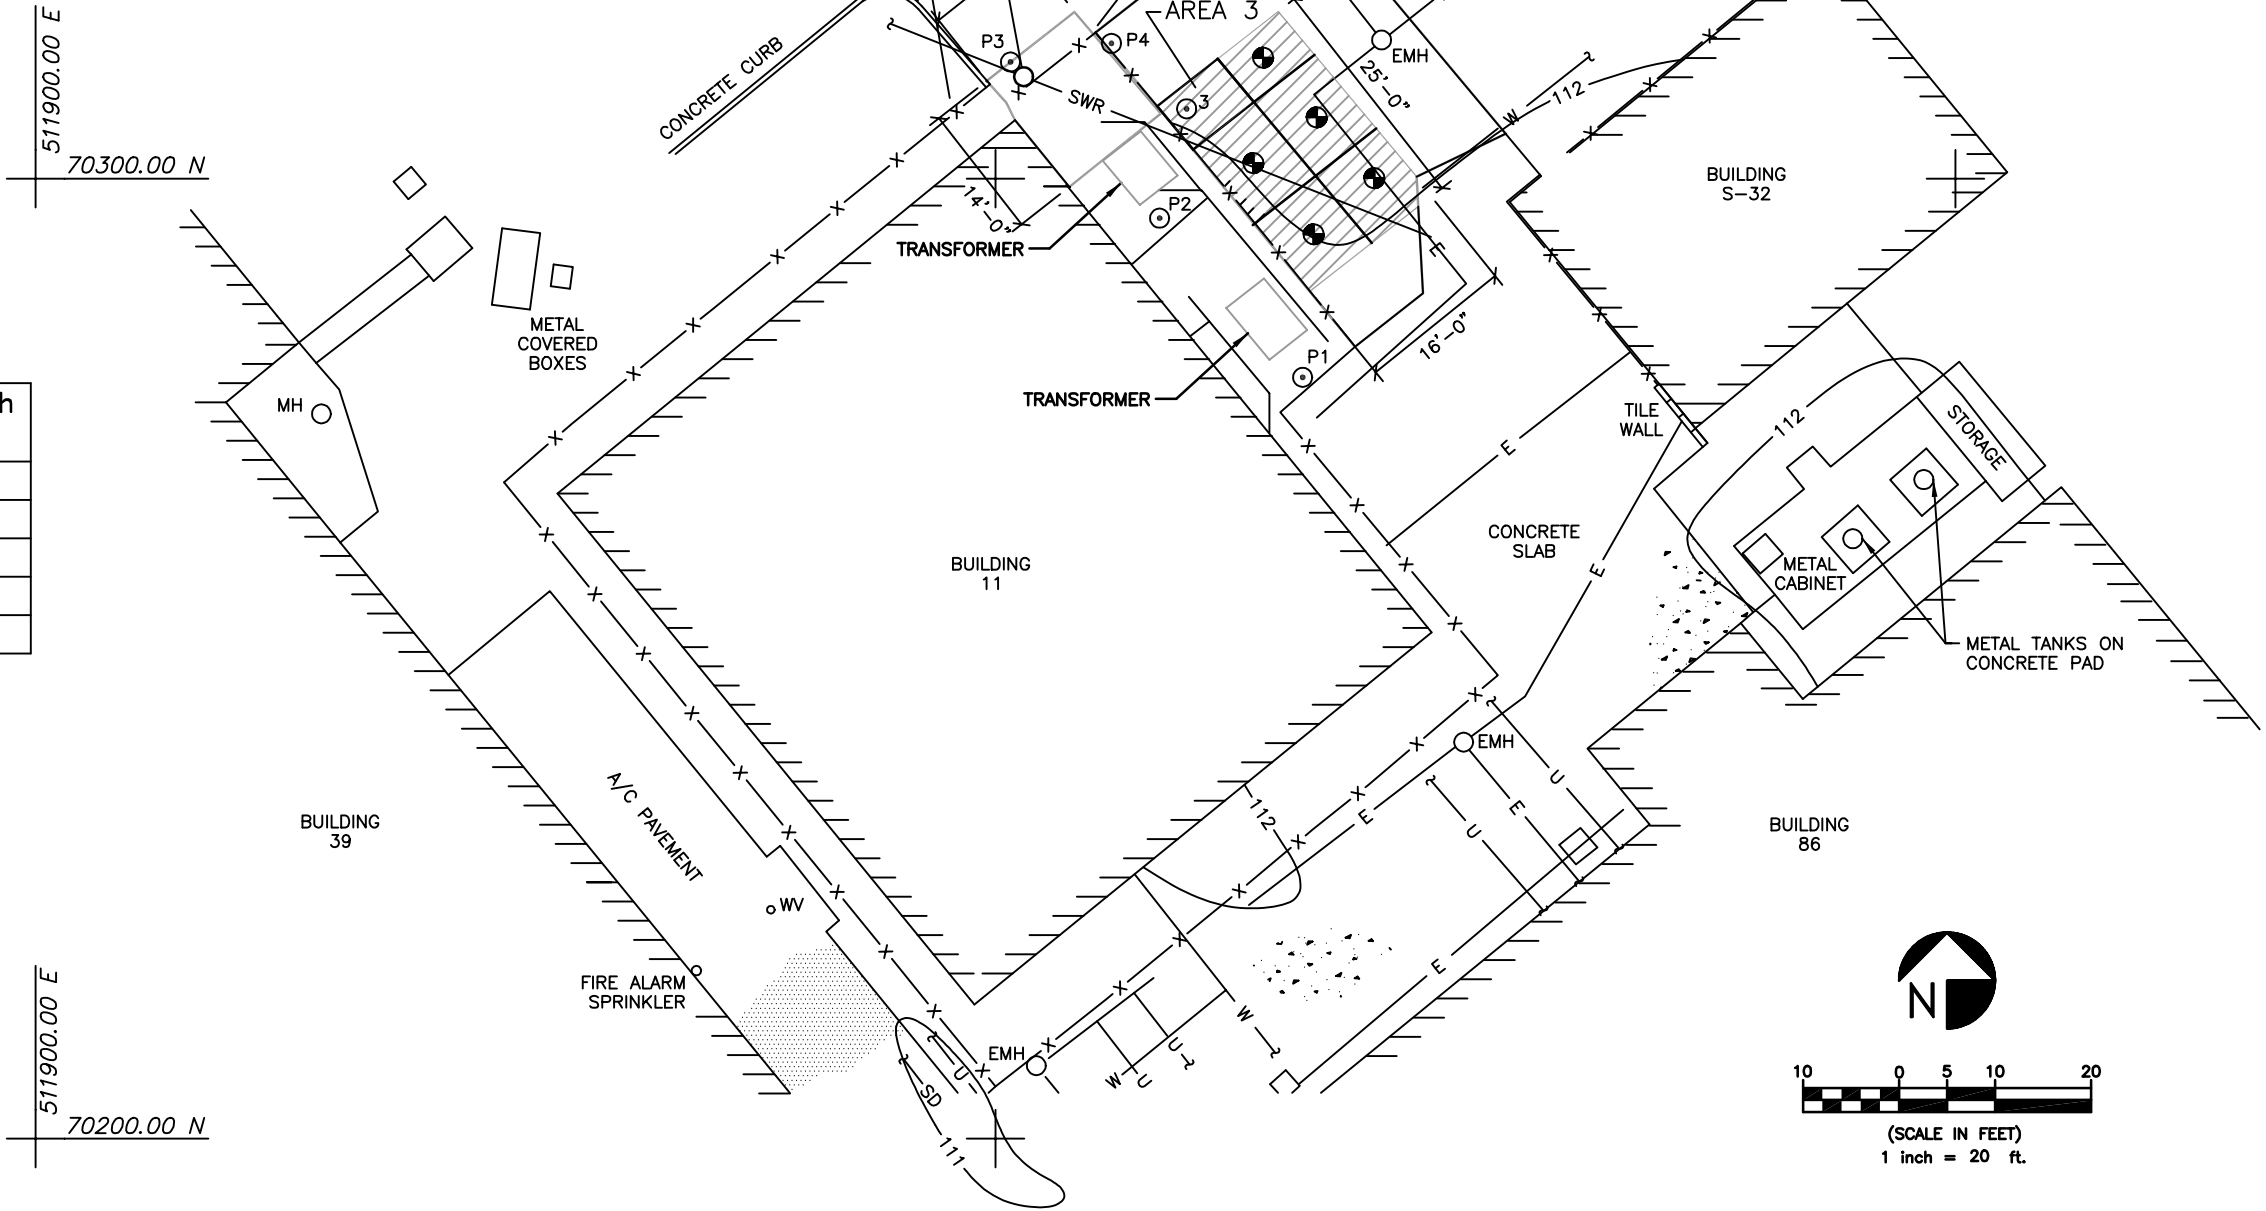 511900.00 E
70300.00 N
CONCRETE CURB
P3
P4
AREA 3
SWR
3
EMH
25'-0"
W
112
BUILDING
S-32
14'-0"
P2
TRANSFORMER
E
METAL
COVERED
BOXES
16'-0"
P1
TRANSFORMER
h
MH
TILE
WALL
112
STORAGE
E
CONCRETE
SLAB
E
METAL
CABINET
BUILDING
11
METAL TANKS ON
CONCRETE PAD
EMH
U
E
U
E
112
A/C PAVEMENT
BUILDING
39
BUILDING
86
WV
FIRE ALARM
SPRINKLER
E
W
N
EMH
U
W
U
U
SD
111
511900.00 E
70200.00 N
10 0 5 10 20
(SCALE IN FEET)
1 inch = 20 ft.